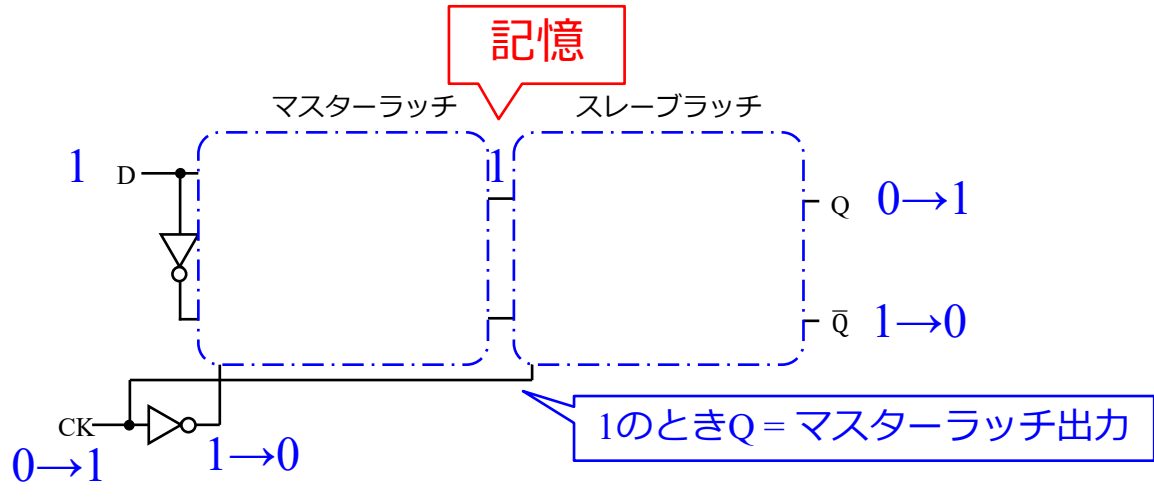 記憶
マスターラッチ
スレーブラッチ
1
D
1
Q
0→1
Q̅
1→0
CK
0→1
1→0
1のときQ = マスターラッチ出力